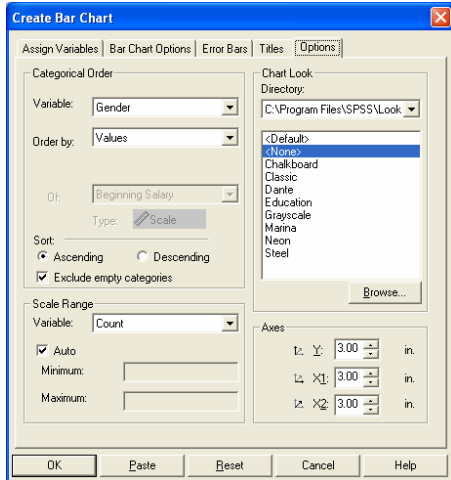 Create Bar Chart
Assign Variables Bar Chart Options Error Bars Titles Options
Categorical Order
Variable: Gender
Order by: Values
Of: Beginning Salary
Type: Scale
Sort:
Ascending Descending
Exclude empty categories
Scale Range
Variable: Count
Auto
Minimum:
Maximum:
Chart Look
Directory:
C:\Program Files\SPSS\Look
<Default>
<None>
Chalkboard
Classic
Dante
Education
Grayscale
Marina
Neon
Steel
Browse...
Axes
Y: 3.00 in.
X1: 3.00 in.
X2: 3.00 in.
OK Paste Reset Cancel Help